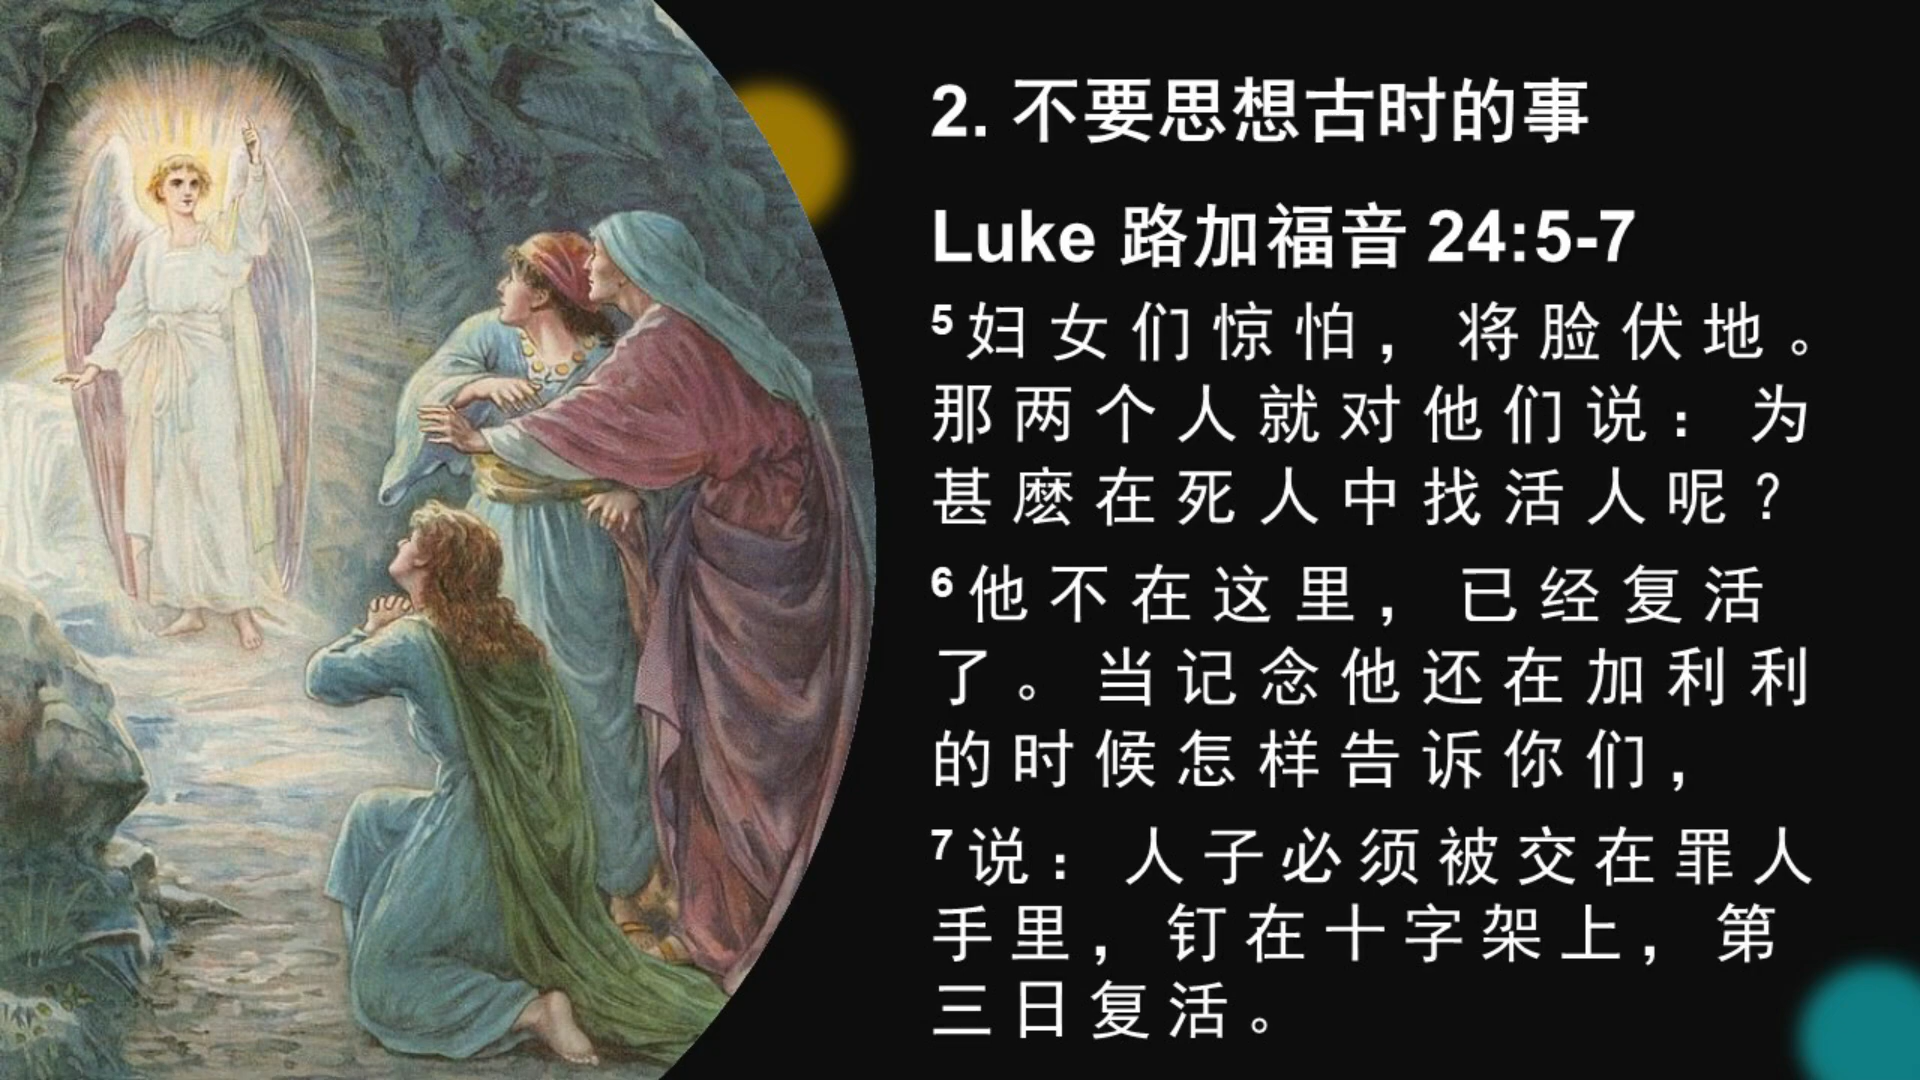 2. 不要思想古时的事
Luke 路加福音 24:5-7
5 妇女们惊怕，将脸伏地。
那两个人就对他们说：为
甚麽在死人中找活人呢？
6 他不在这里，已经复活
了。当记念他还在加利利
的时候怎样告诉你们，
7 说：人子必须被交在罪人
手里，钉在十字架上，第
三日复活。